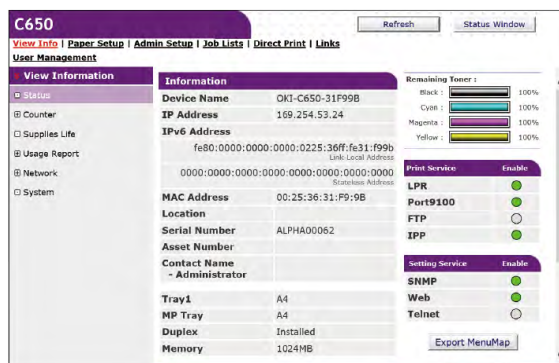 C650
Refresh
Status Window
View Info | Paper Setup | Admin Setup | Job Lists | Direct Print | Links
User Management
View Information
Status
Counter
Supplies Life
Usage Report
Network
System
Information
Device Name OKI-C650-31F99B
IP Address 169.254.53.24
IPv6 Address
fe80:0000:0000:0000:0225:36ff:fe31:f99b
Link-Local Address
0000:0000:0000:0000:0000:0000:0000:0000
Stateless Address
MAC Address 00:25:36:31:F9:9B
Location
Serial Number ALPHA00062
Asset Number
Contact Name
- Administrator
Tray1 A4
MP Tray A4
Duplex Installed
Memory 1024MB
Remaining Toner :
Black : 100%
Cyan : 100%
Magenta : 100%
Yellow : 100%
Print Service Enable
LPR
Port9100
FTP
IPP
Setting Service Enable
SNMP
Web
Telnet
Export MenuMap